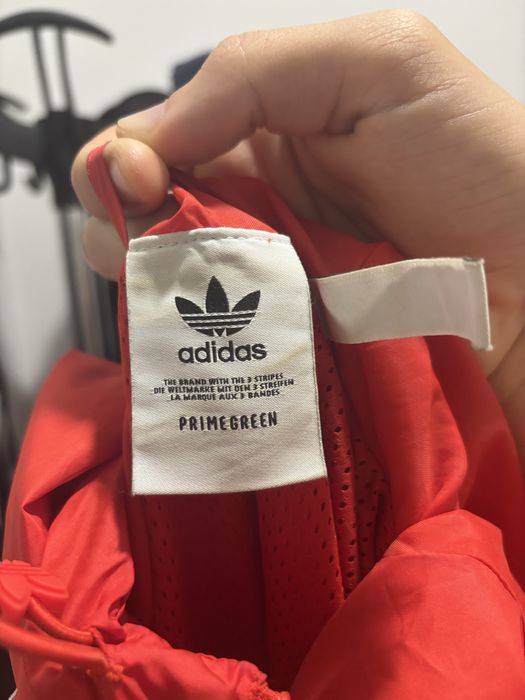 adidas
THE BRAND WITH THE 3 STRIPES
DIE WELTMARKE MIT DEN 3 STREIFEN
LA MARQUE AUX 3 BANDES
PRIMEGREEN